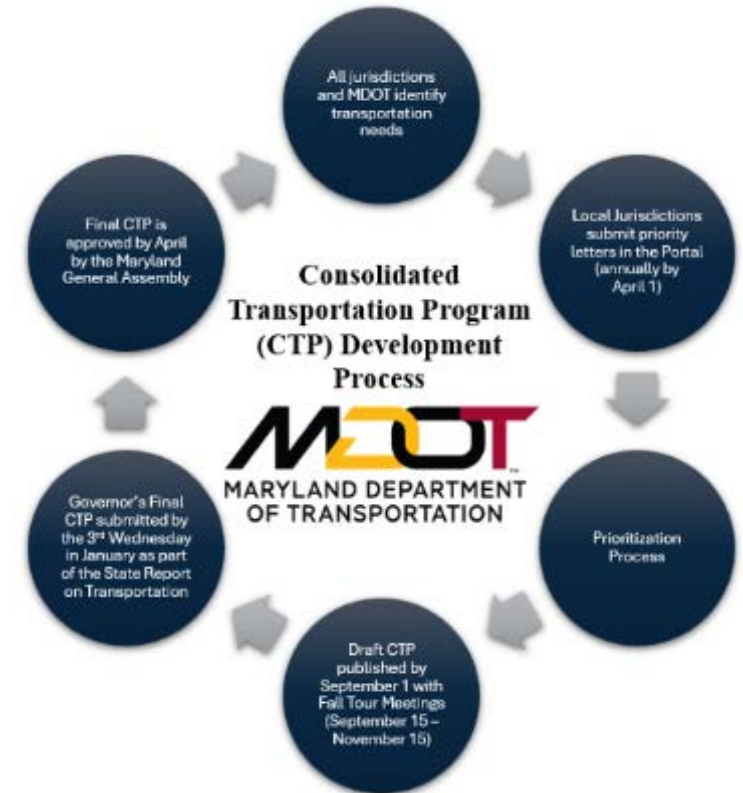 All jurisdictions
and MDOT identify
transportation
needs
Local Jurisdictions
submit priority
letters in the Portal
(annually by
April 1)
Prioritization
Process
Draft CTP
published by
September 1 with
Fall Tour Meetings
(September 15 –
November 15)
Governor's Final
CTP submitted by
the 3rd Wednesday
in January as part
of the State Report
on Transportation
Final CTP is
approved by April
by the Maryland
General Assembly
Consolidated
Transportation Program
(CTP) Development
Process
MDOT™
MARYLAND DEPARTMENT
OF TRANSPORTATION